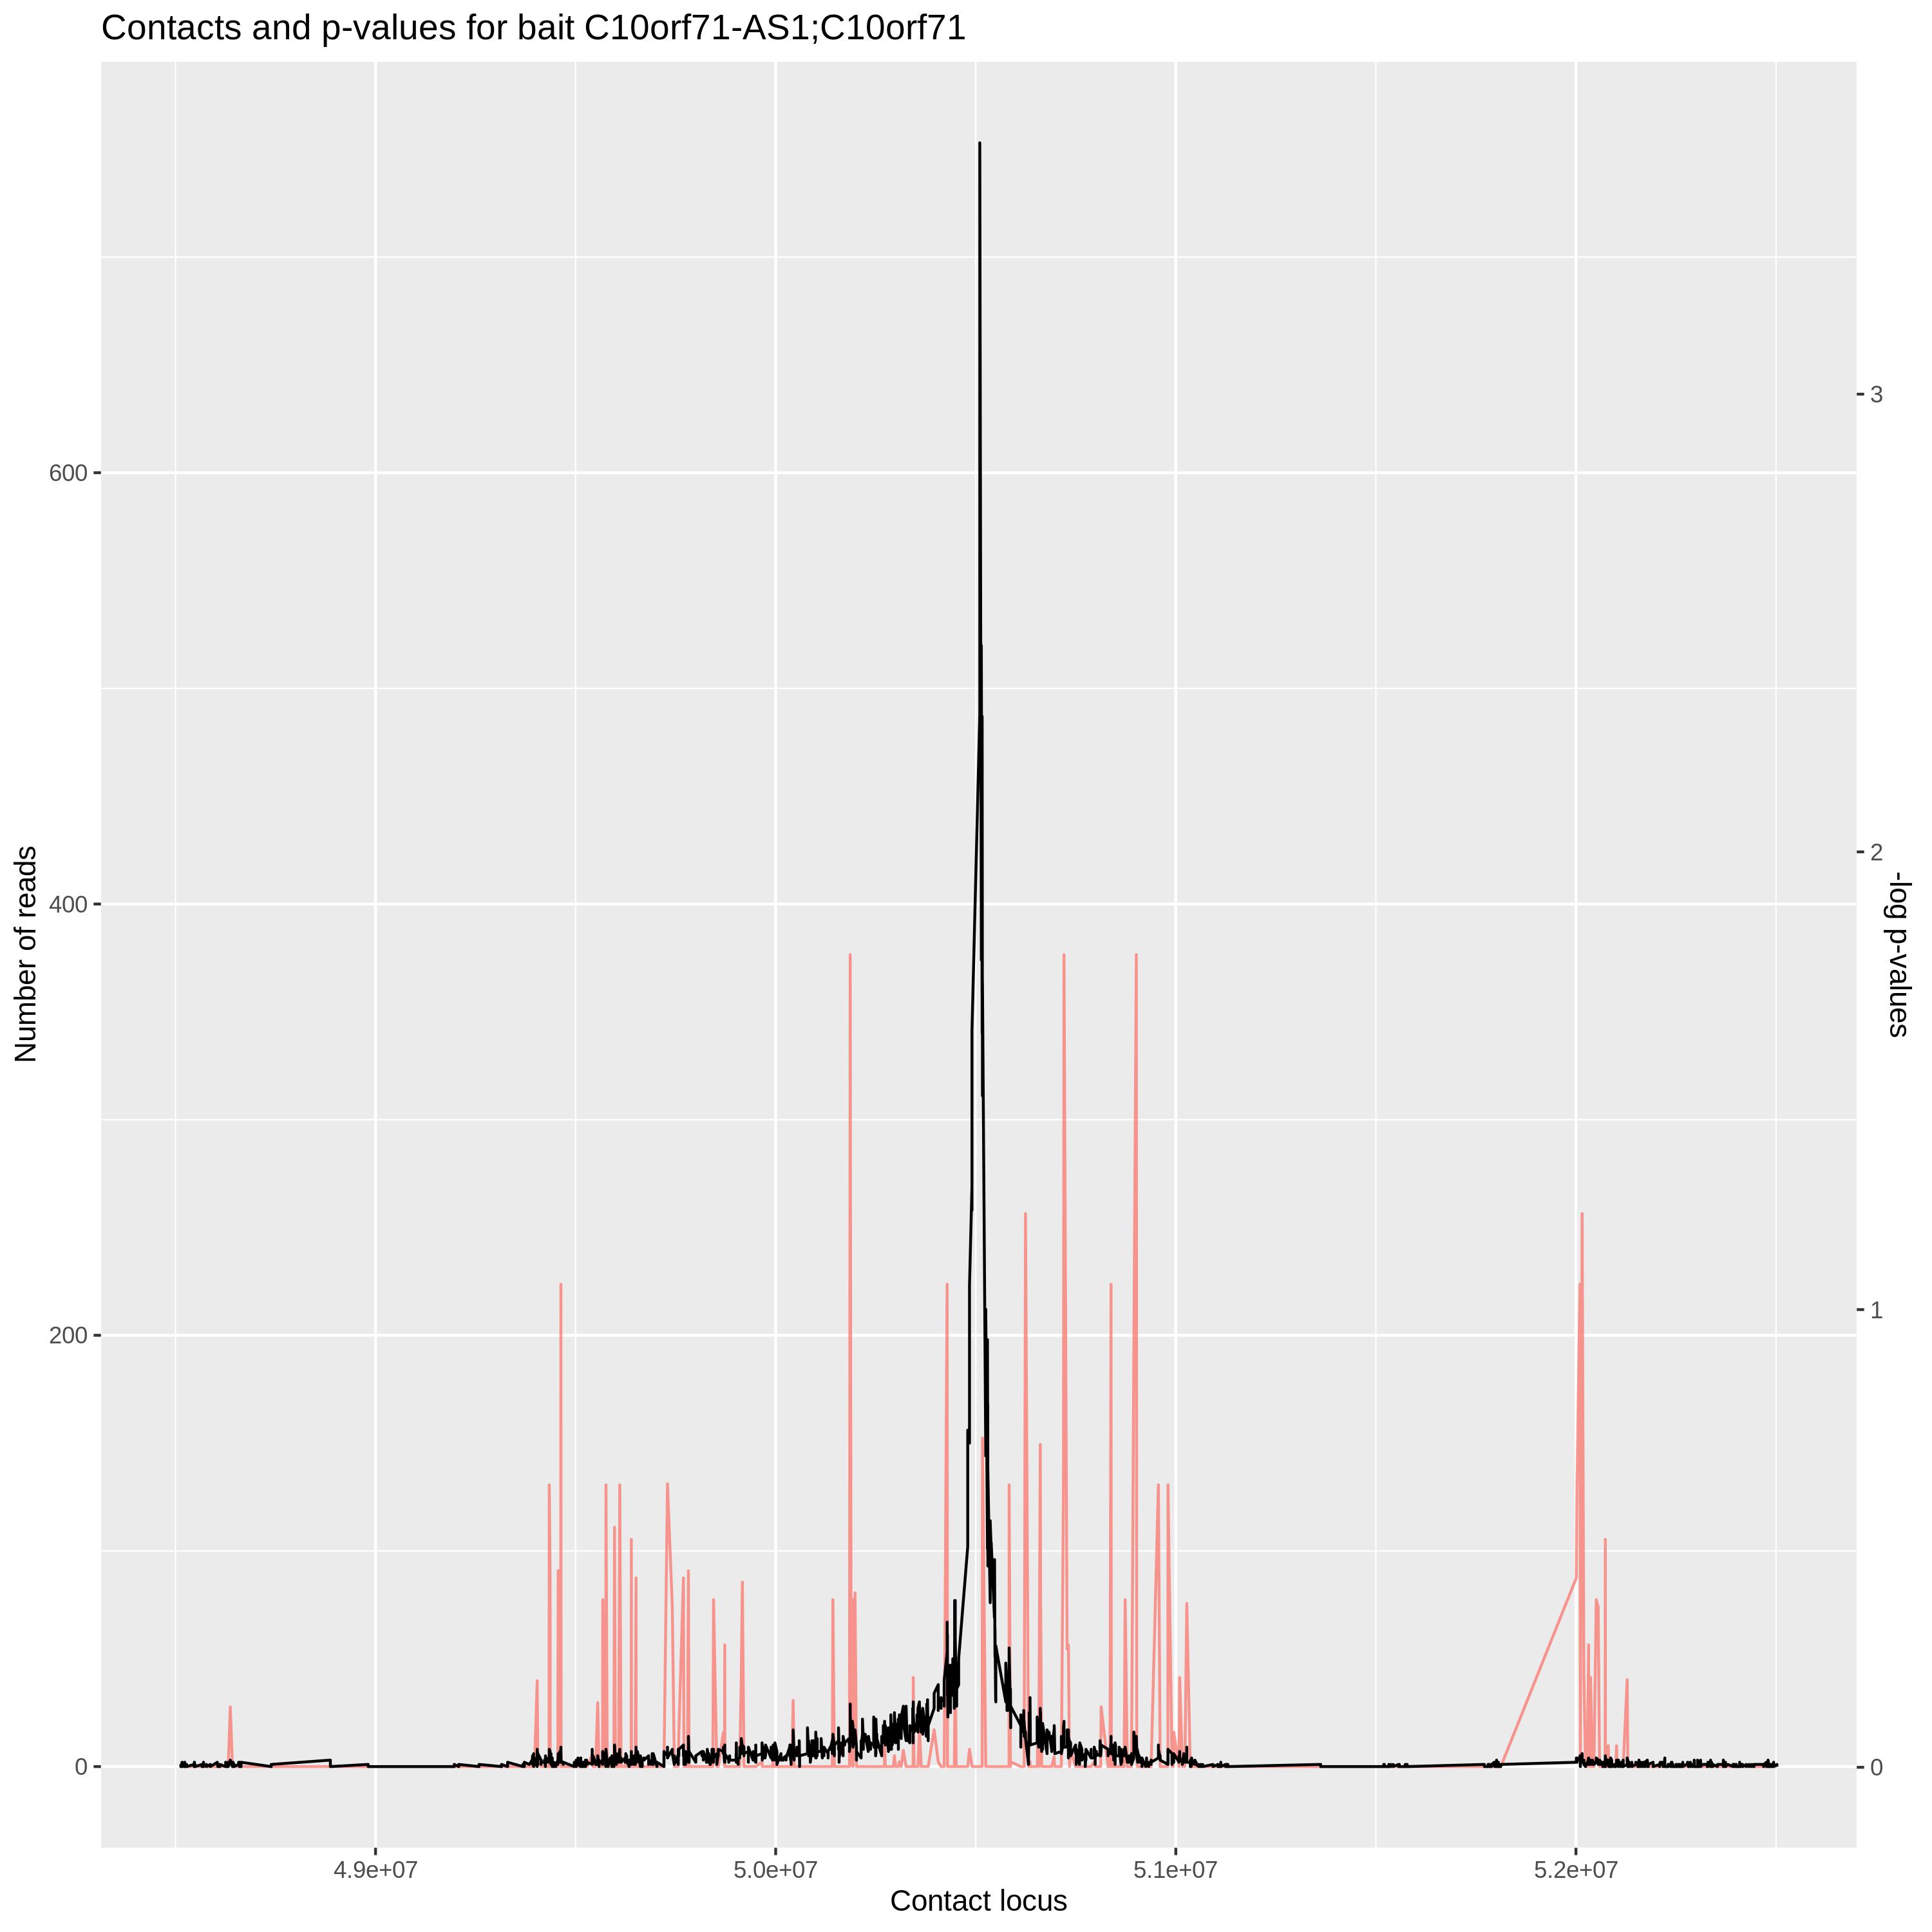 Contacts and p-values for bait C10orf71-AS1;C10orf71
Number of reads
600
400
200
0
3
2
1
0
-log p-values
4.9e+07
5.0e+07
5.1e+07
5.2e+07
Contact locus